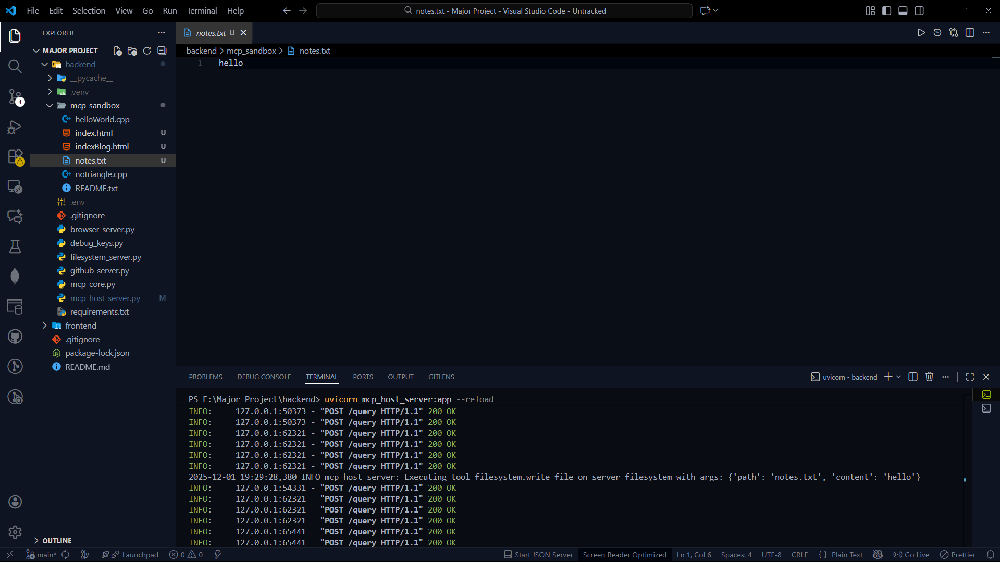 File Edit Selection View Go Run Terminal Help
notes.txt - Major Project - Visual Studio Code - Untracked
EXPLORER
MAJOR PROJECT
backend
__pycache__
.venv
mcp_sandbox
helloWorld.cpp
index.html U
indexBlog.html U
notes.txt U
notriangle.cpp
README.txt
.env
.gitignore
browser_server.py
debug_keys.py
filesystem_server.py
github_server.py
mcp_core.py
mcp_host_server.py M
requirements.txt
frontend
.gitignore
package-lock.json
README.md
OUTLINE
4
notes.txt U
backend > mcp_sandbox > notes.txt
1 hello
PROBLEMS DEBUG CONSOLE TERMINAL PORTS OUTPUT GITLENS
uvicorn - backend
PS E:\Major Project\backend> uvicorn mcp_host_server:app --reload
INFO: 127.0.0.1:50373 - "POST /query HTTP/1.1" 200 OK
INFO: 127.0.0.1:50373 - "POST /query HTTP/1.1" 200 OK
INFO: 127.0.0.1:62321 - "POST /query HTTP/1.1" 200 OK
INFO: 127.0.0.1:62321 - "POST /query HTTP/1.1" 200 OK
INFO: 127.0.0.1:62321 - "POST /query HTTP/1.1" 200 OK
INFO: 127.0.0.1:62321 - "POST /query HTTP/1.1" 200 OK
2025-12-01 19:29:28,380 INFO mcp_host_server: Executing tool filesystem.write_file on server filesystem with args: {'path': 'notes.txt', 'content': 'hello'}
INFO: 127.0.0.1:54331 - "POST /query HTTP/1.1" 200 OK
INFO: 127.0.0.1:62321 - "POST /query HTTP/1.1" 200 OK
INFO: 127.0.0.1:62321 - "POST /query HTTP/1.1" 200 OK
INFO: 127.0.0.1:62321 - "POST /query HTTP/1.1" 200 OK
INFO: 127.0.0.1:65441 - "POST /query HTTP/1.1" 200 OK
INFO: 127.0.0.1:65441 - "POST /query HTTP/1.1" 200 OK
main* Launchpad 0 0 Start JSON Server Screen Reader Optimized Ln 1, Col 6 Spaces: 4 UTF-8 CRLF {} Plain Text Go Live Prettier